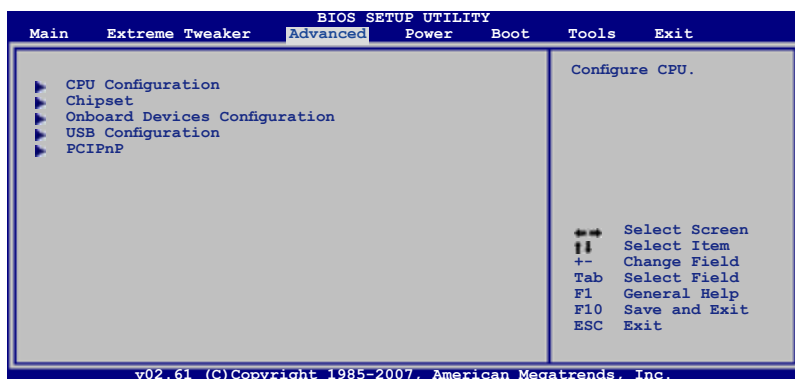 BIOS SETUP UTILITY
Main Extreme Tweaker Advanced Power Boot Tools Exit
CPU Configuration
Chipset
Onboard Devices Configuration
USB Configuration
PCIPnP
Configure CPU.
Select Screen
Select Item
+- Change Field
Tab Select Field
F1 General Help
F10 Save and Exit
ESC Exit
v02.61 (C)Copyright 1985-2007, American Megatrends, Inc.